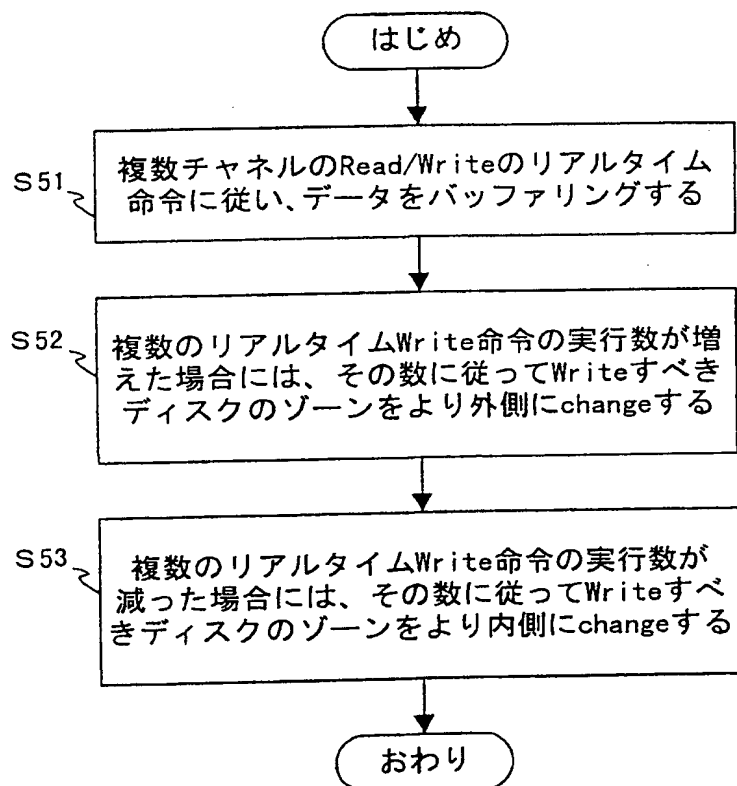 はじめ
S51
複数チャネルのRead/Writeのリアルタイム
命令に従い、データをバッファリングする
S52
複数のリアルタイムWrite命令の実行数が増
えた場合には、その数に従ってWriteすべき
ディスクのゾーンをより外側にchangeする
S53
複数のリアルタイムWrite命令の実行数が
減った場合には、その数に従ってWriteすべ
きディスクのゾーンをより内側にchangeする
おわり